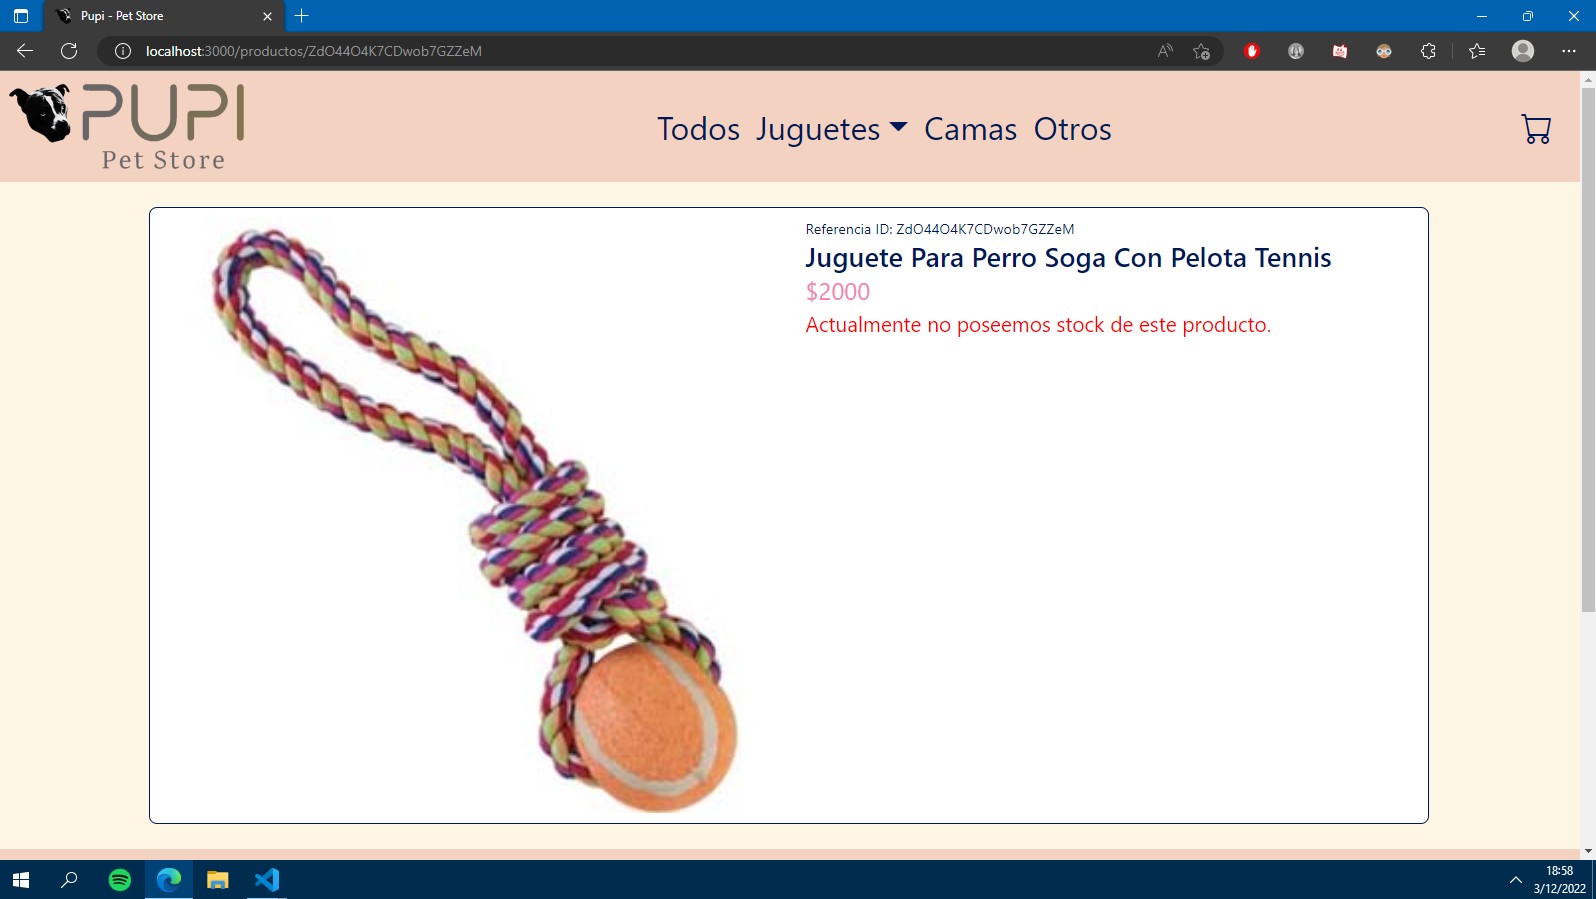 Pupi - Pet Store
localhost:3000/productos/ZdO44O4K7CDwob7GZZeM
PUPI
Pet Store
Todos Juguetes Camas Otros
Referencia ID: ZdO44O4K7CDwob7GZZeM
Juguete Para Perro Soga Con Pelota Tennis
$2000
Actualmente no poseemos stock de este producto.
18:58
3/12/2022